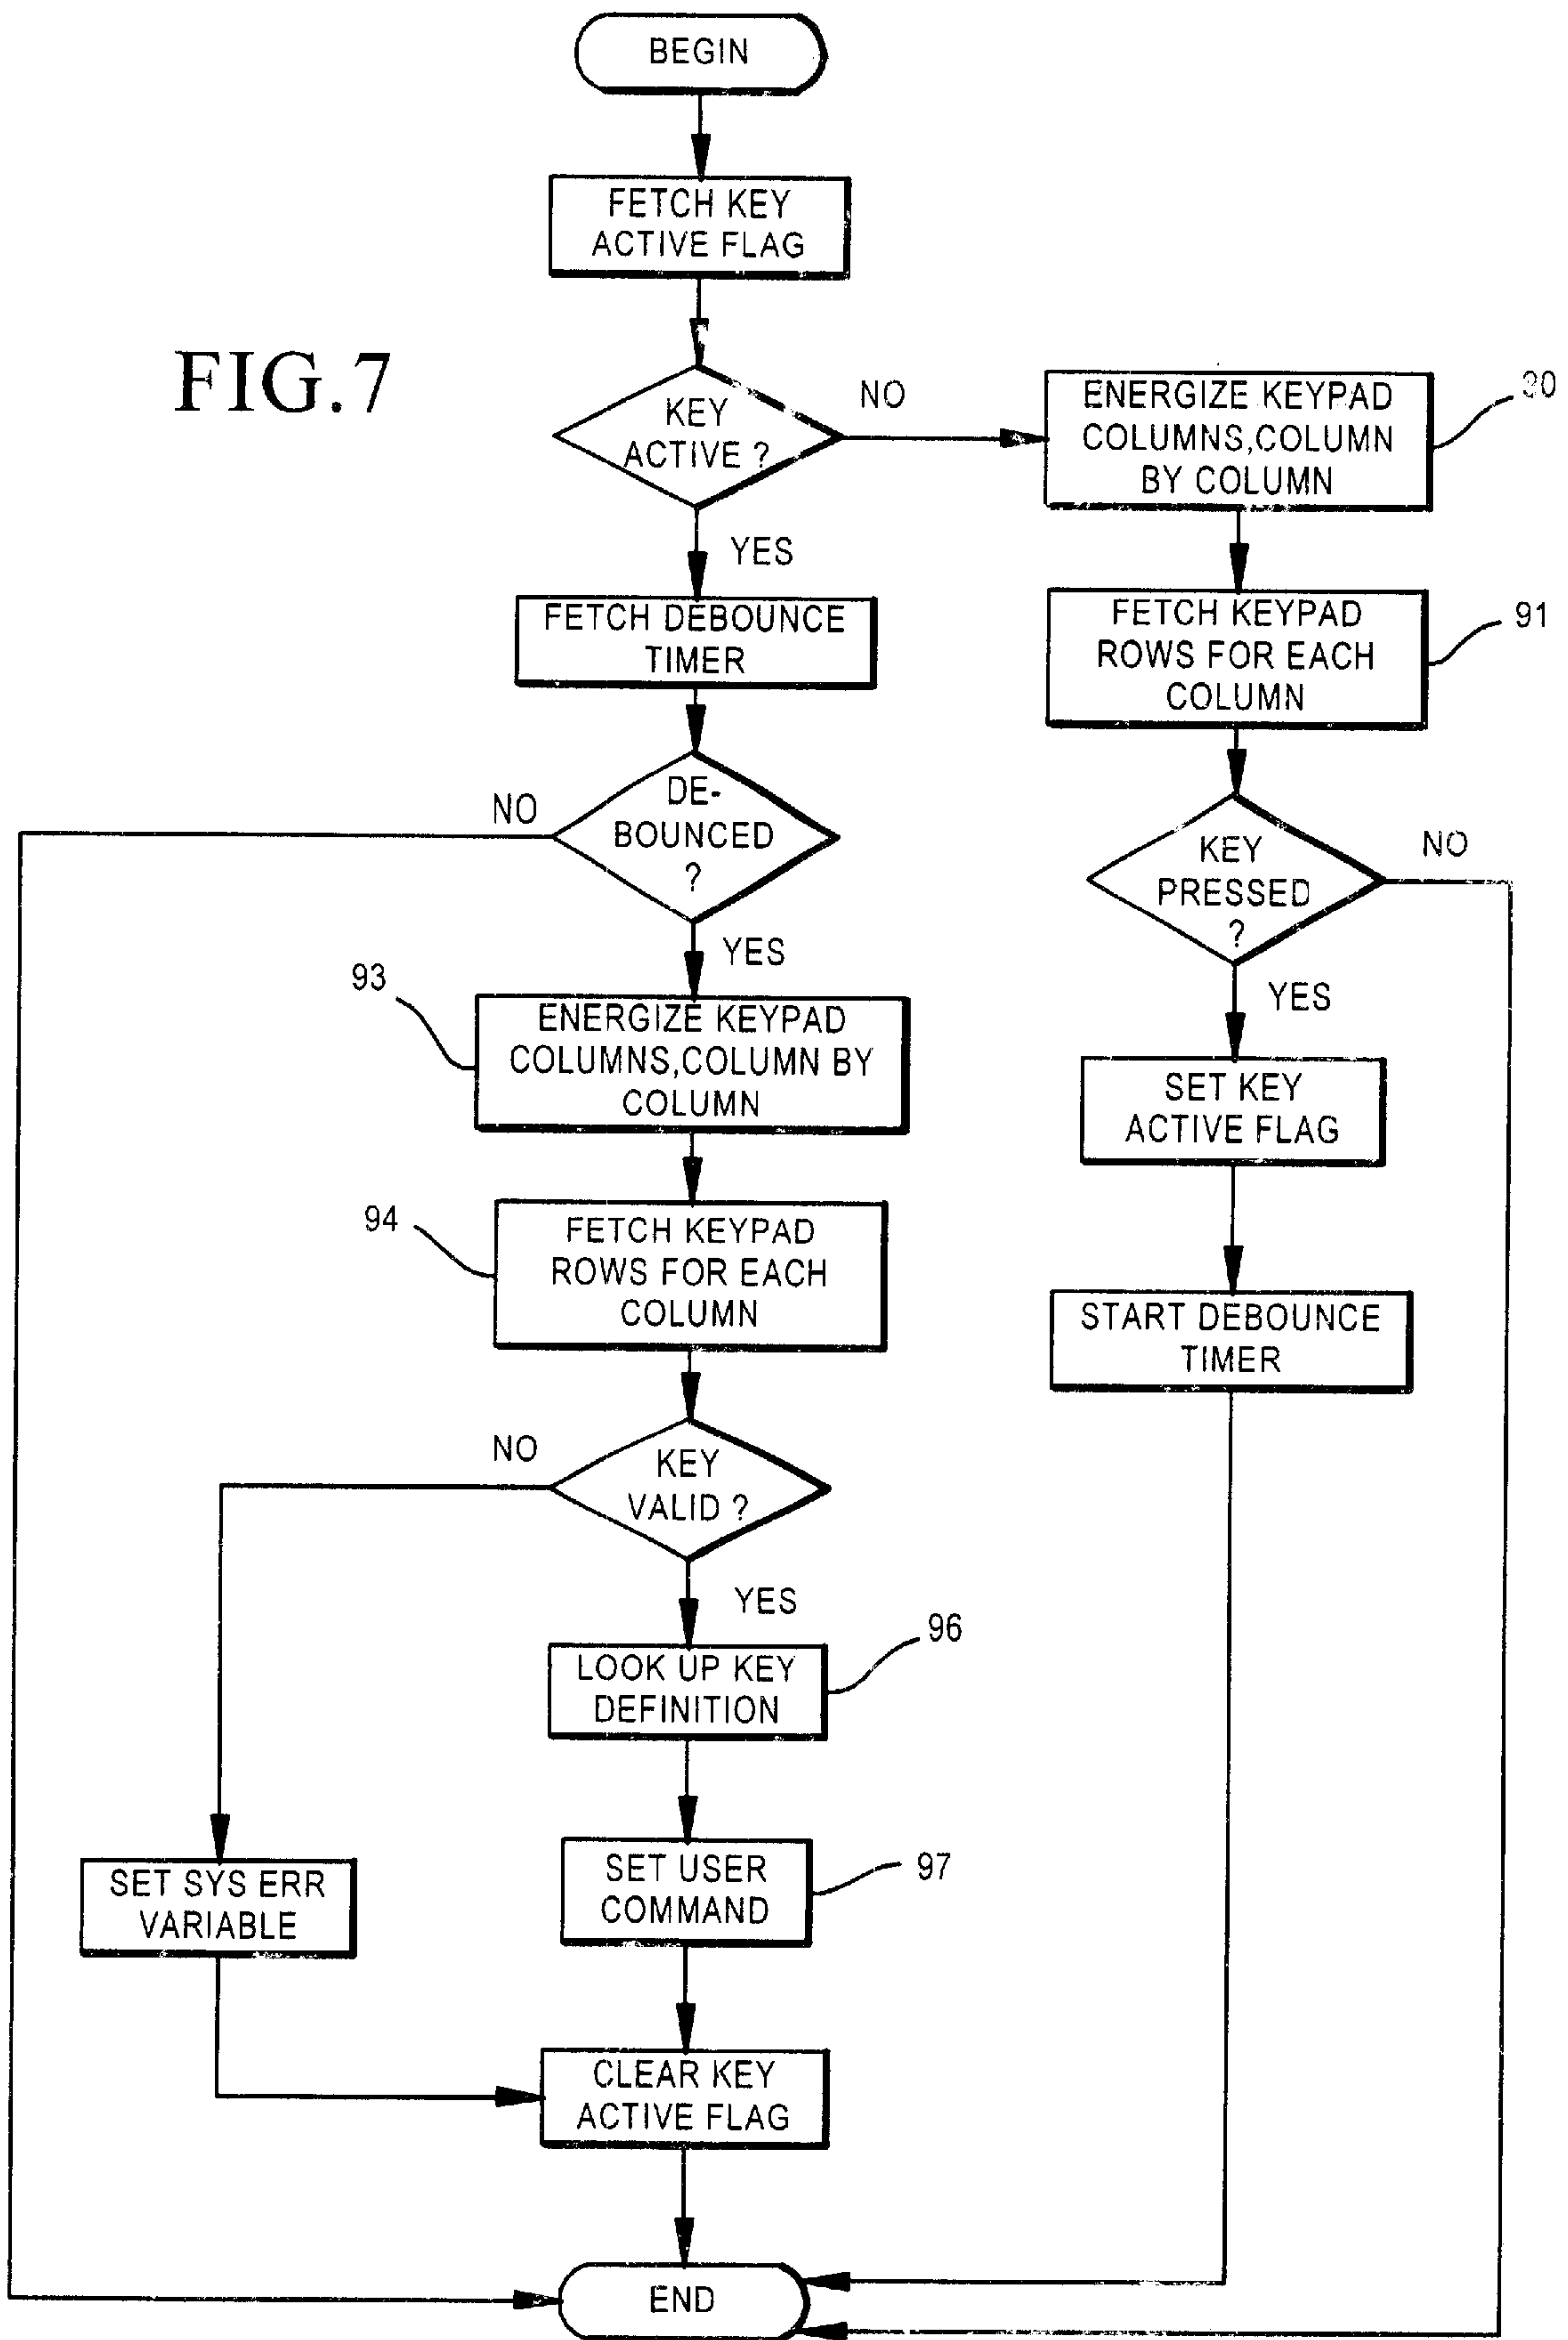 BEGIN
FETCH KEY
ACTIVE FLAG
FIG.7
KEY
ACTIVE ?
NO
ENERGIZE KEYPAD
COLUMNS,COLUMN
BY COLUMN
YES
FETCH DEBOUNCE
TIMER
FETCH KEYPAD
ROWS FOR EACH
COLUMN
91
DE-
BOUNCED
?
NO
KEY
PRESSED
?
NO
YES
93
ENERGIZE KEYPAD
COLUMNS,COLUMN BY
COLUMN
YES
SET KEY
ACTIVE FLAG
94
FETCH KEYPAD
ROWS FOR EACH
COLUMN
START DEBOUNCE
TIMER
NO
KEY
VALID ?
YES
96
LOOK UP KEY
DEFINITION
SET USER
COMMAND
97
SET SYS ERR
VARIABLE
CLEAR KEY
ACTIVE FLAG
END